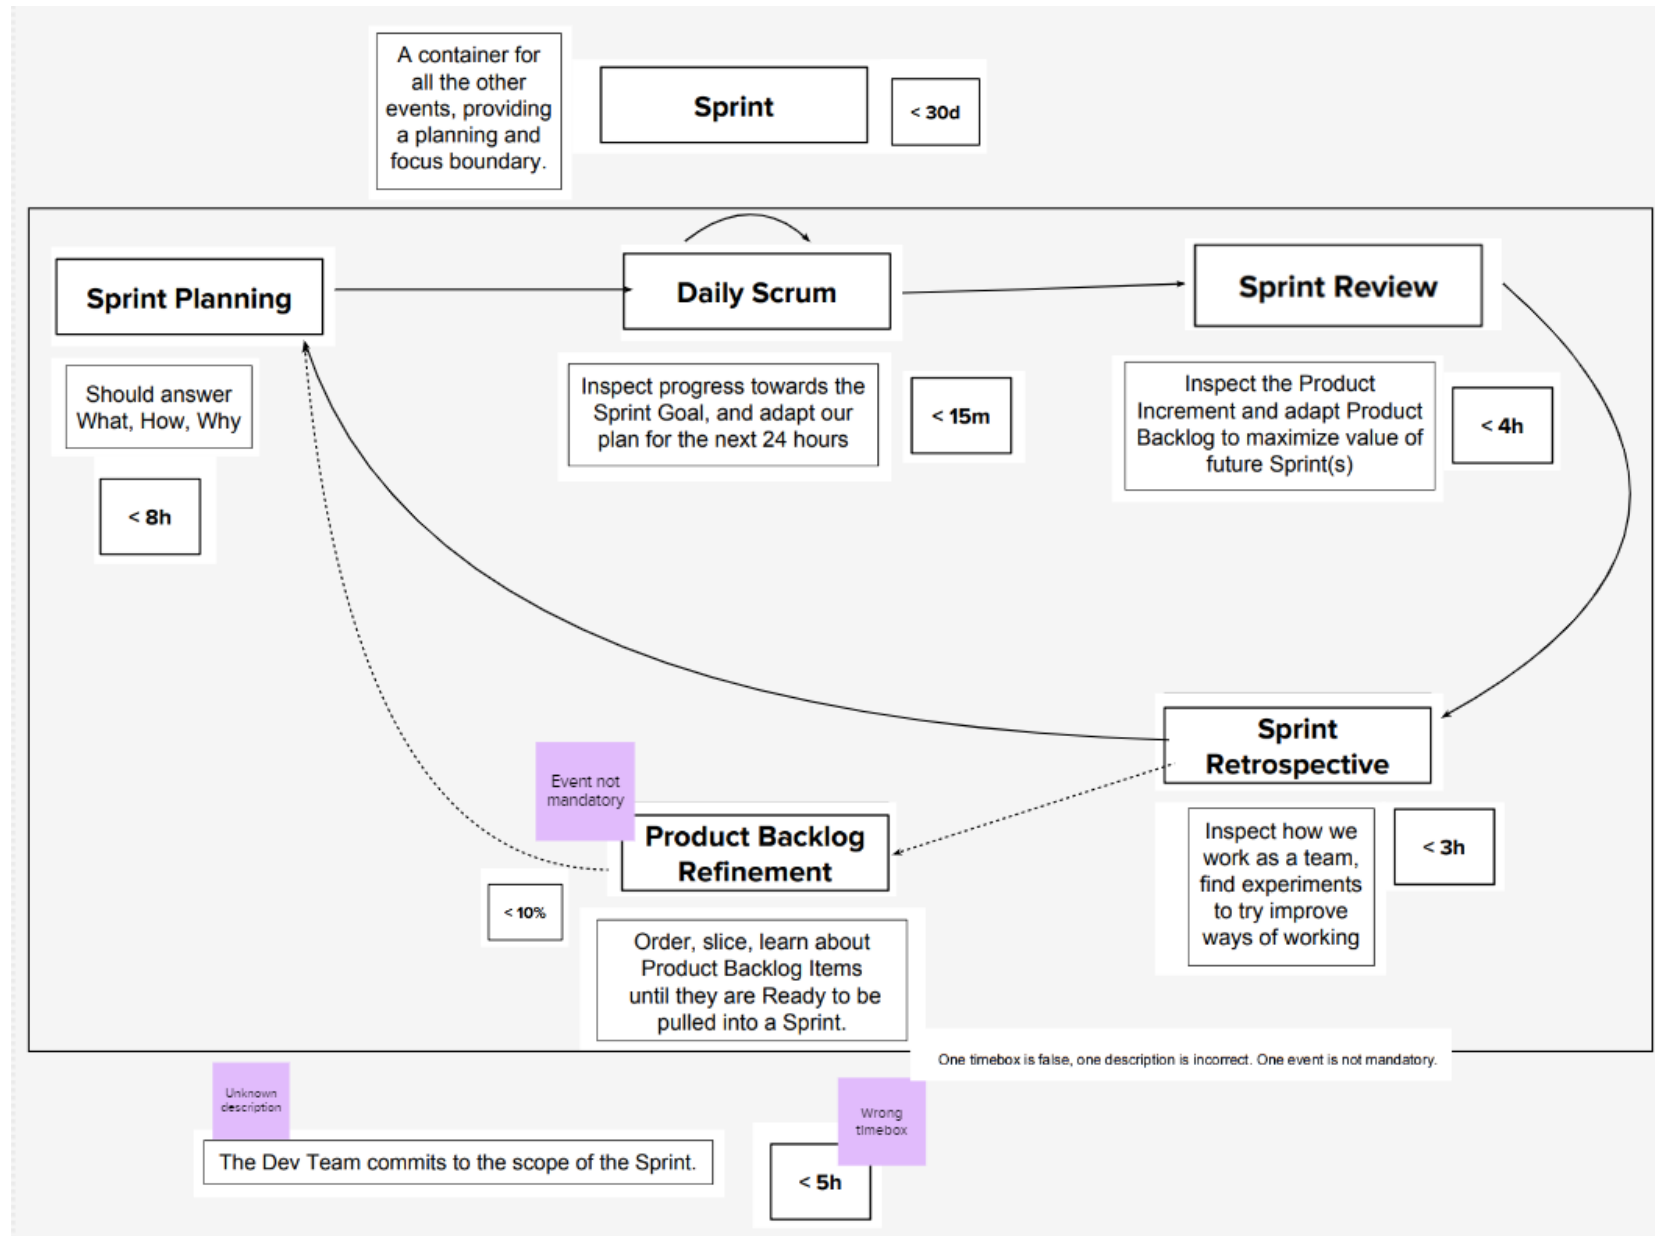 A container for
all the other
events, providing
a planning and
focus boundary.
Sprint
< 30d
Sprint Planning
Daily Scrum
Sprint Review
Should answer
What, How, Why
< 8h
Inspect progress towards the
Sprint Goal, and adapt our
plan for the next 24 hours
< 15m
Inspect the Product
Increment and adapt Product
Backlog to maximize value of
future Sprint(s)
< 4h
Sprint
Retrospective
Event not
mandatory
Product Backlog
Refinement
< 10%
Order, slice, learn about
Product Backlog Items
until they are Ready to be
pulled into a Sprint.
Inspect how we
work as a team,
find experiments
to try improve
ways of working
< 3h
One timebox is false, one description is incorrect. One event is not mandatory.
Unknown
description
The Dev Team commits to the scope of the Sprint.
Wrong
timebox
< 5h